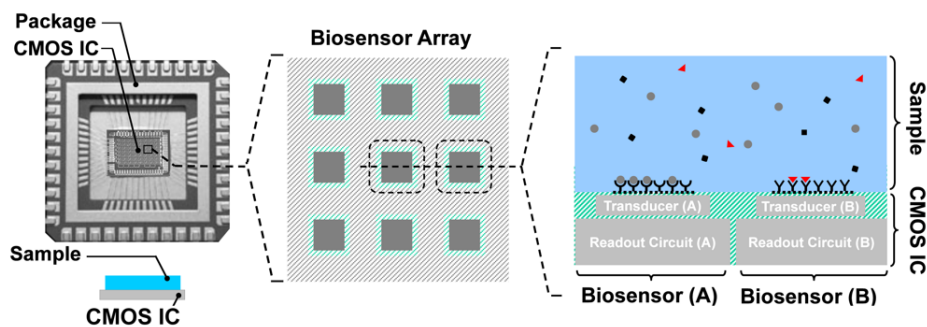 Package
CMOS IC
Sample
CMOS IC
Biosensor Array
Sample
CMOS IC
Transducer (A)
Transducer (B)
Readout Circuit (A)
Readout Circuit (B)
Biosensor (A)
Biosensor (B)